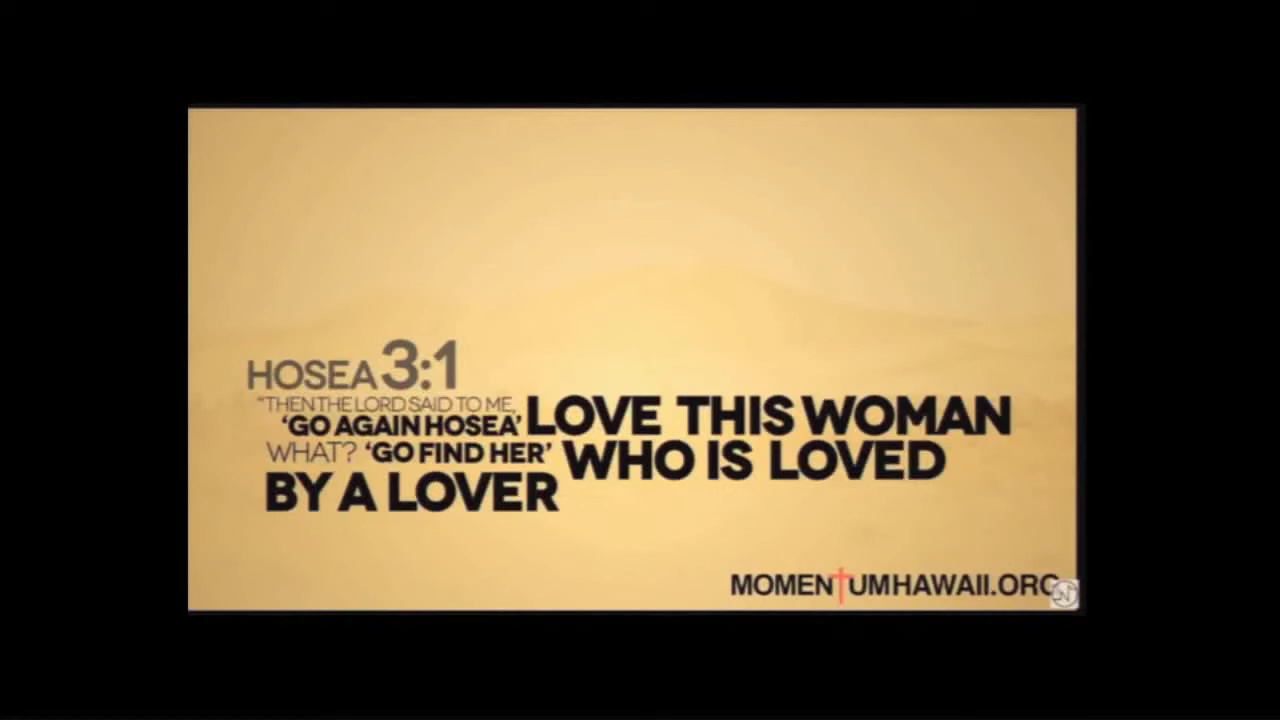 HOSEA 3:1
"THEN THE LORD SAID TO ME,
'GO AGAIN HOSEA' LOVE THIS WOMAN
WHAT? 'GO FIND HER' WHO IS LOVED
BY A LOVER
MOMENTUMHAWAII.ORG